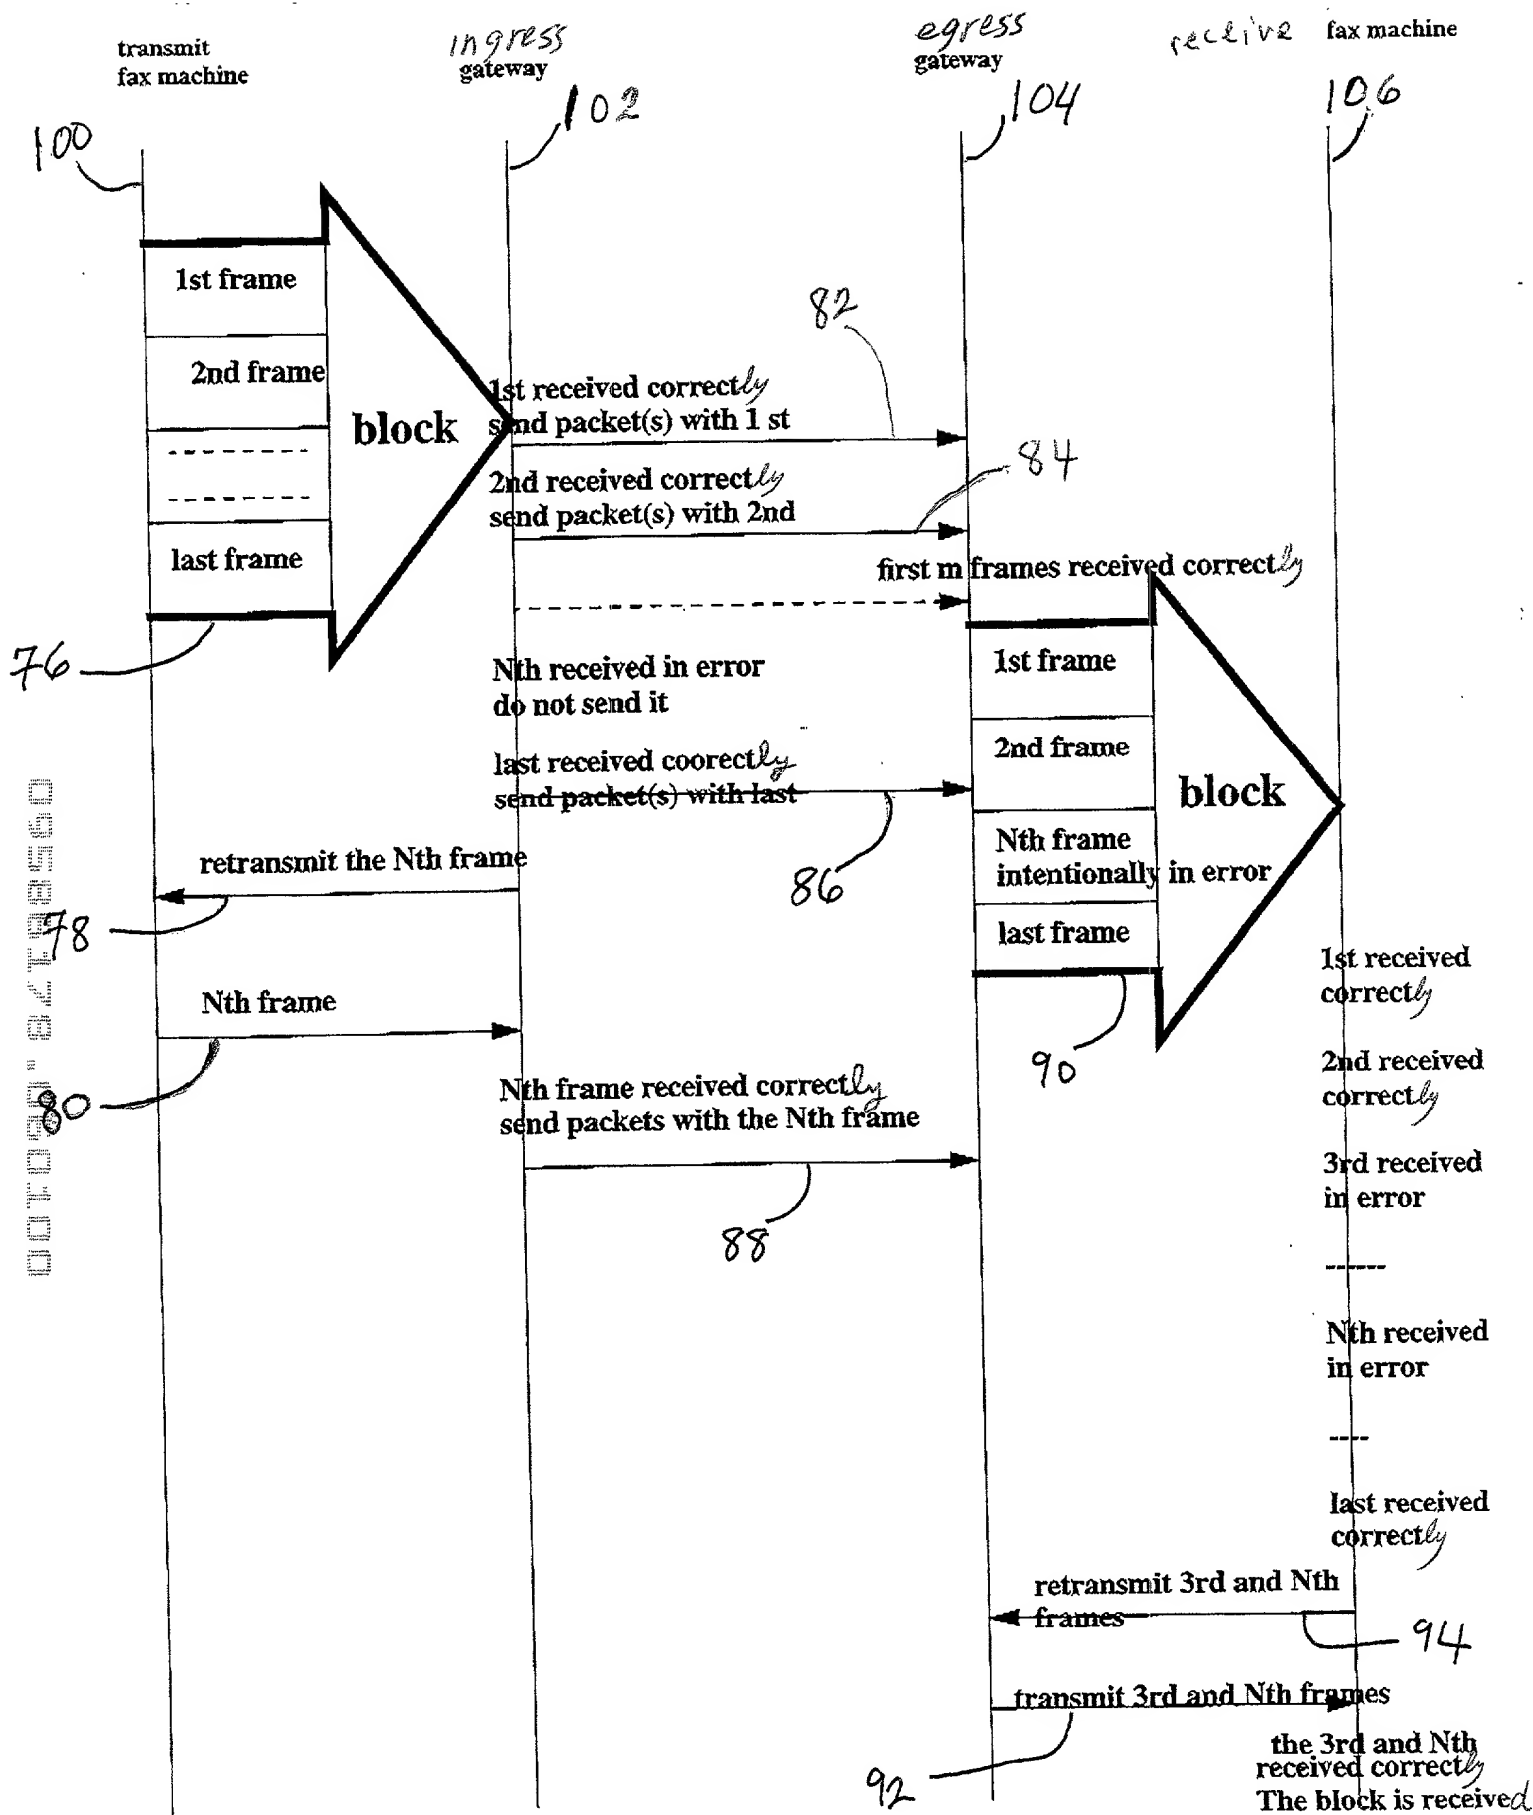 transmit
fax machine
ingress
gateway
egress
gateway
receive fax machine
100
102
104
106
1st frame
2nd frame
block
last frame
76
82
1st received correctly
send packet(s) with 1 st
84
2nd received correctly
send packet(s) with 2nd
first m frames received correctly
Nth received in error
do not send it
last received coorectly
send packet(s) with last
86
1st frame
2nd frame
block
Nth frame
intentionally in error
last frame
90
retransmit the Nth frame
78
Nth frame
80
Nth frame received correctly
send packets with the Nth frame
88
1st received
correctly
2nd received
correctly
3rd received
in error
------
Nth received
in error
----
last received
correctly
retransmit 3rd and Nth
frames
94
transmit 3rd and Nth frames
92
the 3rd and Nth
received correctly
The block is received